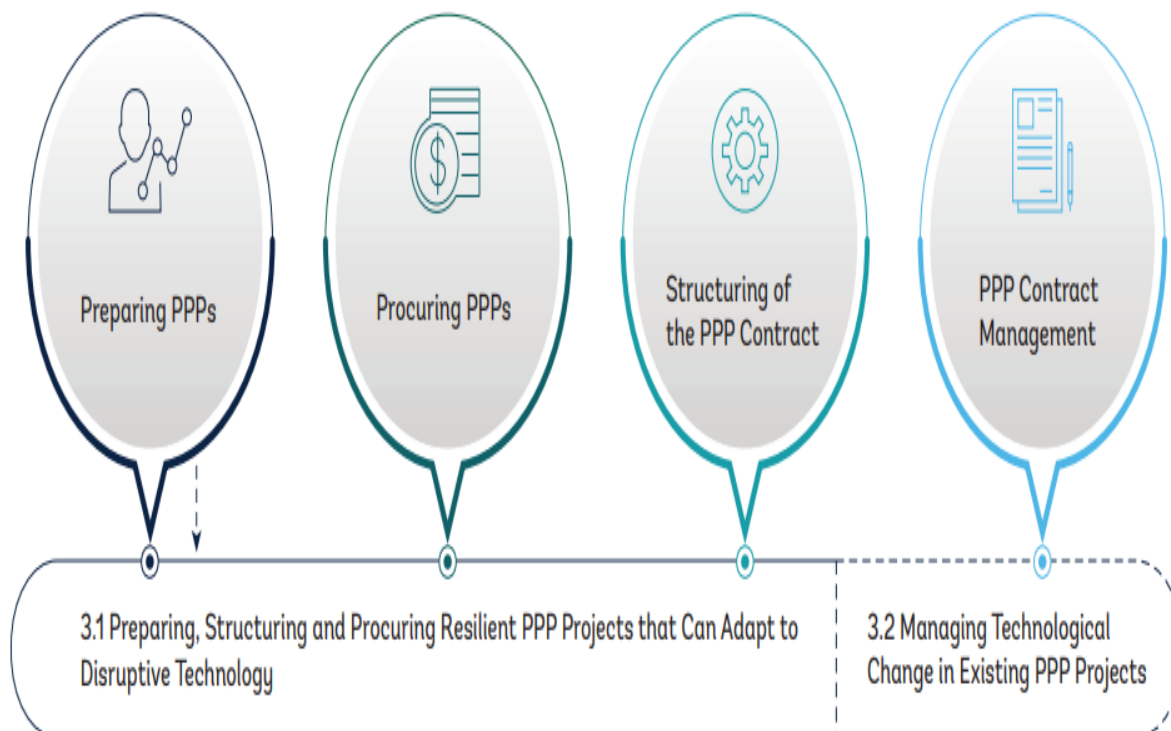 $
Preparing PPPs
Procuring PPPs
Structuring of
the PPP Contract
PPP Contract
Management
3.1 Preparing, Structuring and Procuring Resilient PPP Projects that Can Adapt to
Disruptive Technology
3.2 Managing Technological
Change in Existing PPP Projects